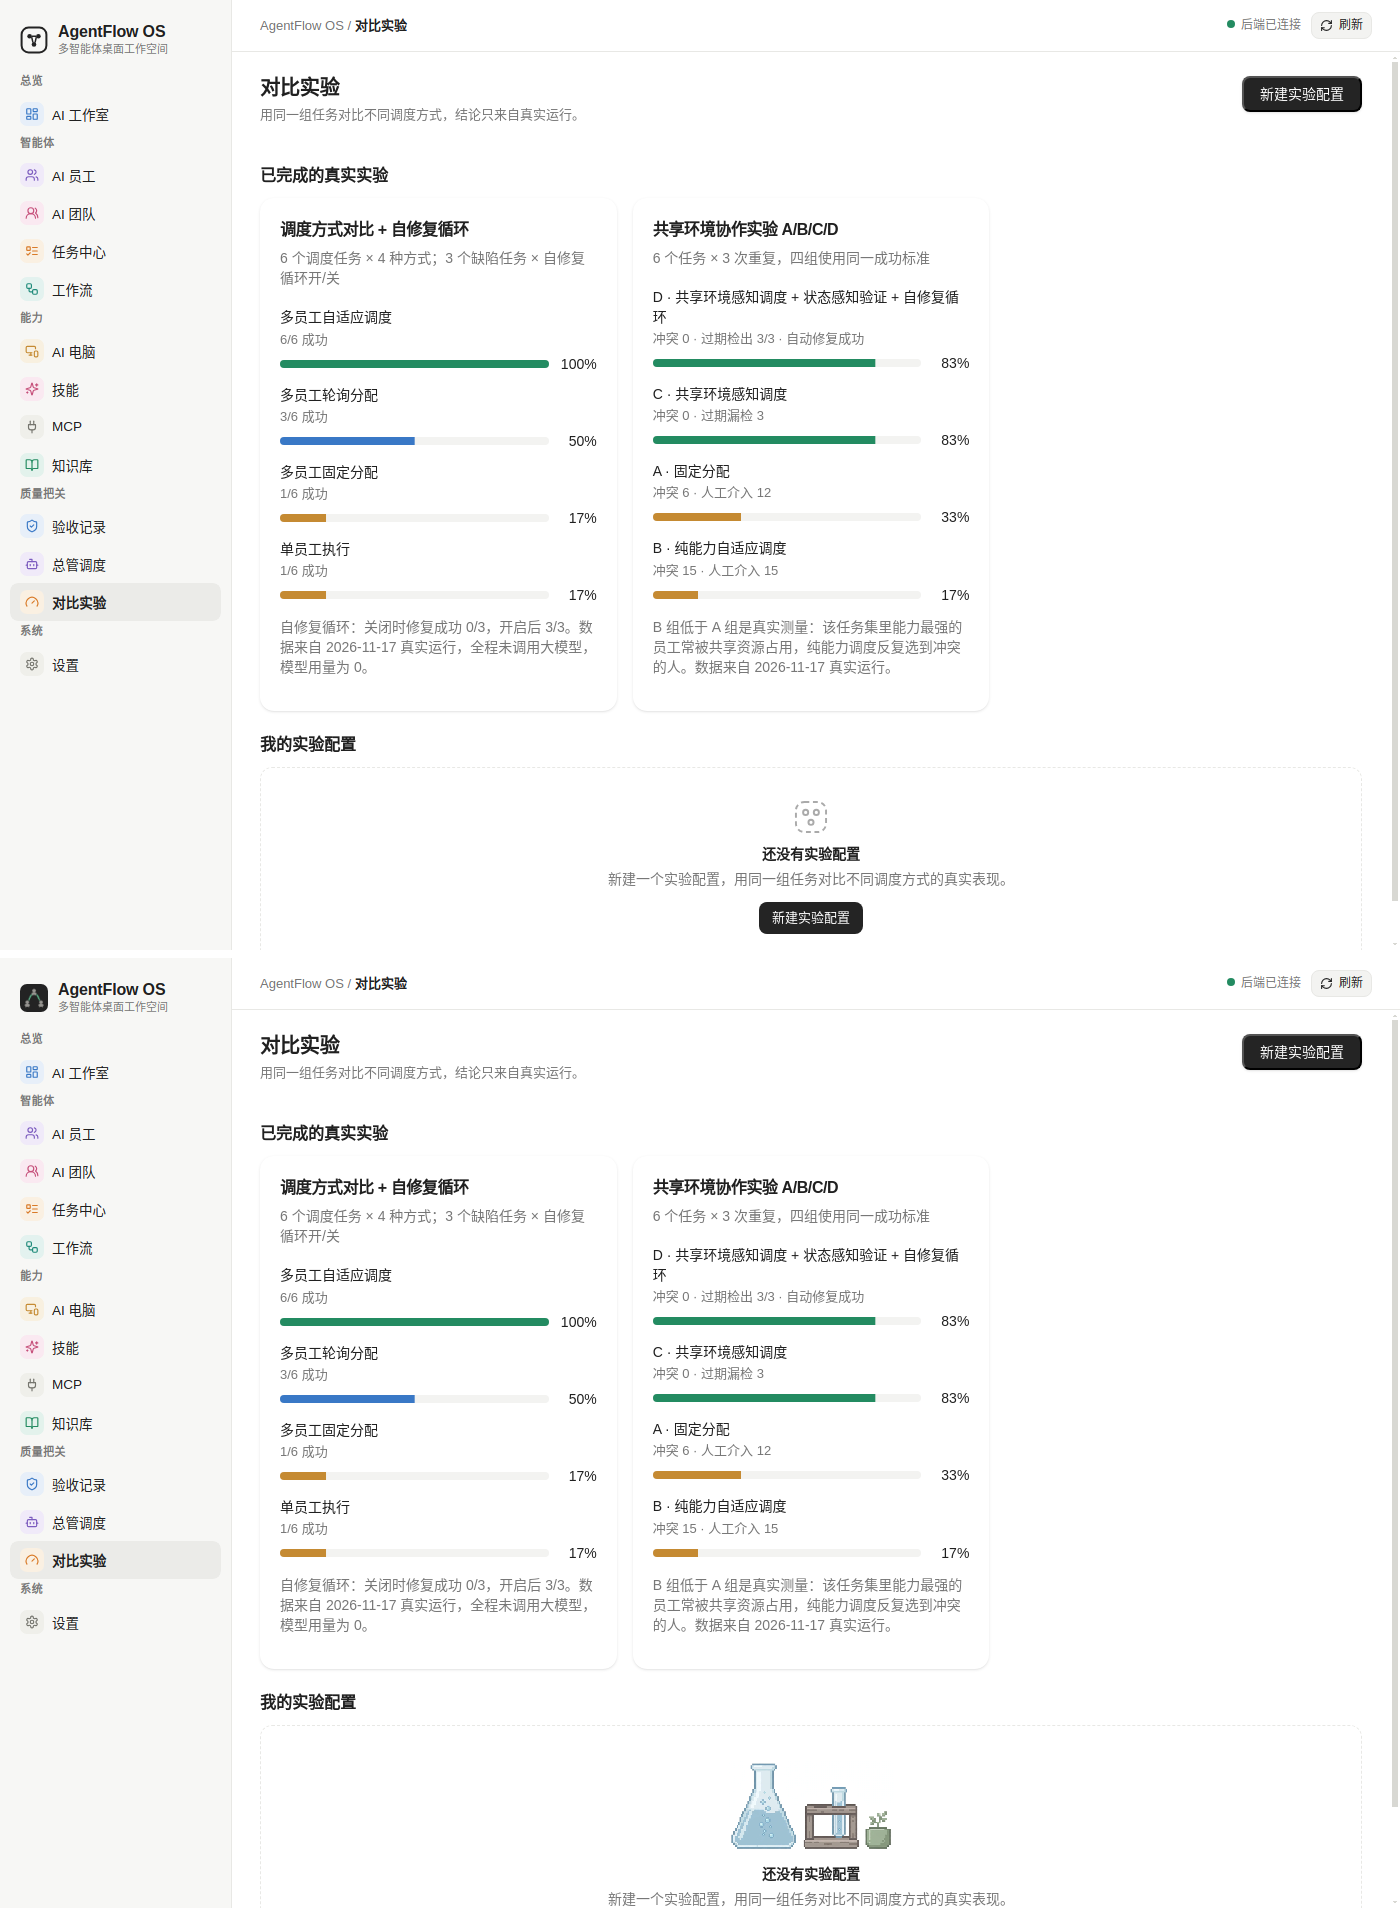 AgentFlow OS
多智能体桌面工作空间
总览
AI 工作室
智能体
AI 员工
AI 团队
任务中心
工作流
能力
AI 电脑
技能
MCP
知识库
质量把关
验收记录
总管调度
对比实验
系统
设置
AgentFlow OS / 对比实验
后端已连接
刷新
对比实验
用同一组任务对比不同调度方式，结论只来自真实运行。
新建实验配置
已完成的真实实验
调度方式对比 + 自修复循环
6 个调度任务 × 4 种方式；3 个缺陷任务 × 自修复
循环开/关
多员工自适应调度
6/6 成功
100%
多员工轮询分配
3/6 成功
50%
多员工固定分配
1/6 成功
17%
单员工执行
1/6 成功
17%
自修复循环：关闭时修复成功 0/3，开启后 3/3。数
据来自 2026-11-17 真实运行，全程未调用大模型，
模型用量为 0。
共享环境协作实验 A/B/C/D
6 个任务 × 3 次重复，四组使用同一成功标准
D · 共享环境感知调度 + 状态感知验证 + 自修复循
环
冲突 0 · 过期检出 3/3 · 自动修复成功
83%
C · 共享环境感知调度
冲突 0 · 过期漏检 3
83%
A · 固定分配
冲突 6 · 人工介入 12
33%
B · 纯能力自适应调度
冲突 15 · 人工介入 15
17%
B 组低于 A 组是真实测量：该任务集里能力最强的
员工常被共享资源占用，纯能力调度反复选到冲突
的人。数据来自 2026-11-17 真实运行。
我的实验配置
还没有实验配置
新建一个实验配置，用同一组任务对比不同调度方式的真实表现。
新建实验配置
AgentFlow OS
多智能体桌面工作空间
总览
AI 工作室
智能体
AI 员工
AI 团队
任务中心
工作流
能力
AI 电脑
技能
MCP
知识库
质量把关
验收记录
总管调度
对比实验
系统
设置
AgentFlow OS / 对比实验
后端已连接
刷新
对比实验
用同一组任务对比不同调度方式，结论只来自真实运行。
新建实验配置
已完成的真实实验
调度方式对比 + 自修复循环
6 个调度任务 × 4 种方式；3 个缺陷任务 × 自修复
循环开/关
多员工自适应调度
6/6 成功
100%
多员工轮询分配
3/6 成功
50%
多员工固定分配
1/6 成功
17%
单员工执行
1/6 成功
17%
自修复循环：关闭时修复成功 0/3，开启后 3/3。数
据来自 2026-11-17 真实运行，全程未调用大模型，
模型用量为 0。
共享环境协作实验 A/B/C/D
6 个任务 × 3 次重复，四组使用同一成功标准
D · 共享环境感知调度 + 状态感知验证 + 自修复循
环
冲突 0 · 过期检出 3/3 · 自动修复成功
83%
C · 共享环境感知调度
冲突 0 · 过期漏检 3
83%
A · 固定分配
冲突 6 · 人工介入 12
33%
B · 纯能力自适应调度
冲突 15 · 人工介入 15
17%
B 组低于 A 组是真实测量：该任务集里能力最强的
员工常被共享资源占用，纯能力调度反复选到冲突
的人。数据来自 2026-11-17 真实运行。
我的实验配置
还没有实验配置
新建一个实验配置，用同一组任务对比不同调度方式的真实表现。